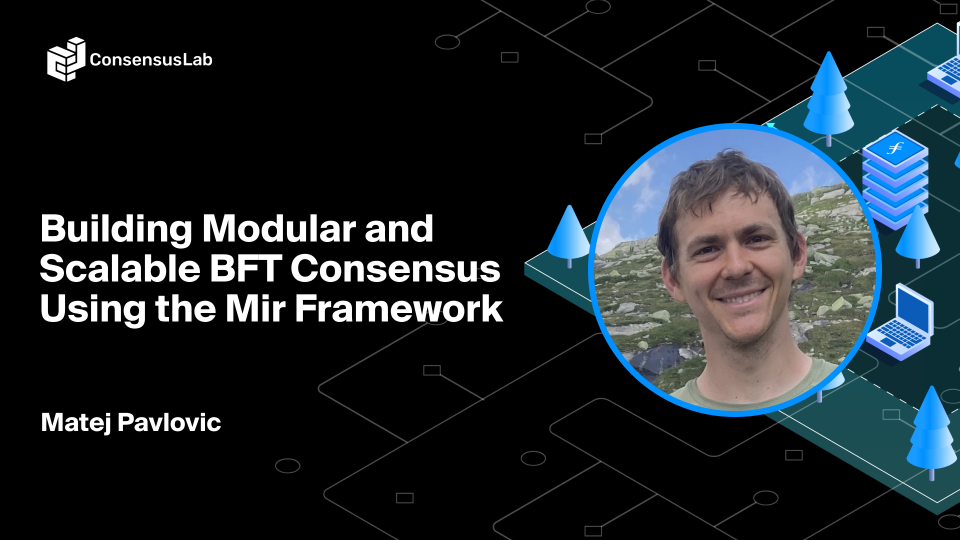 ConsensusLab
Building Modular and
Scalable BFT Consensus
Using the Mir Framework
Matej Pavlovic